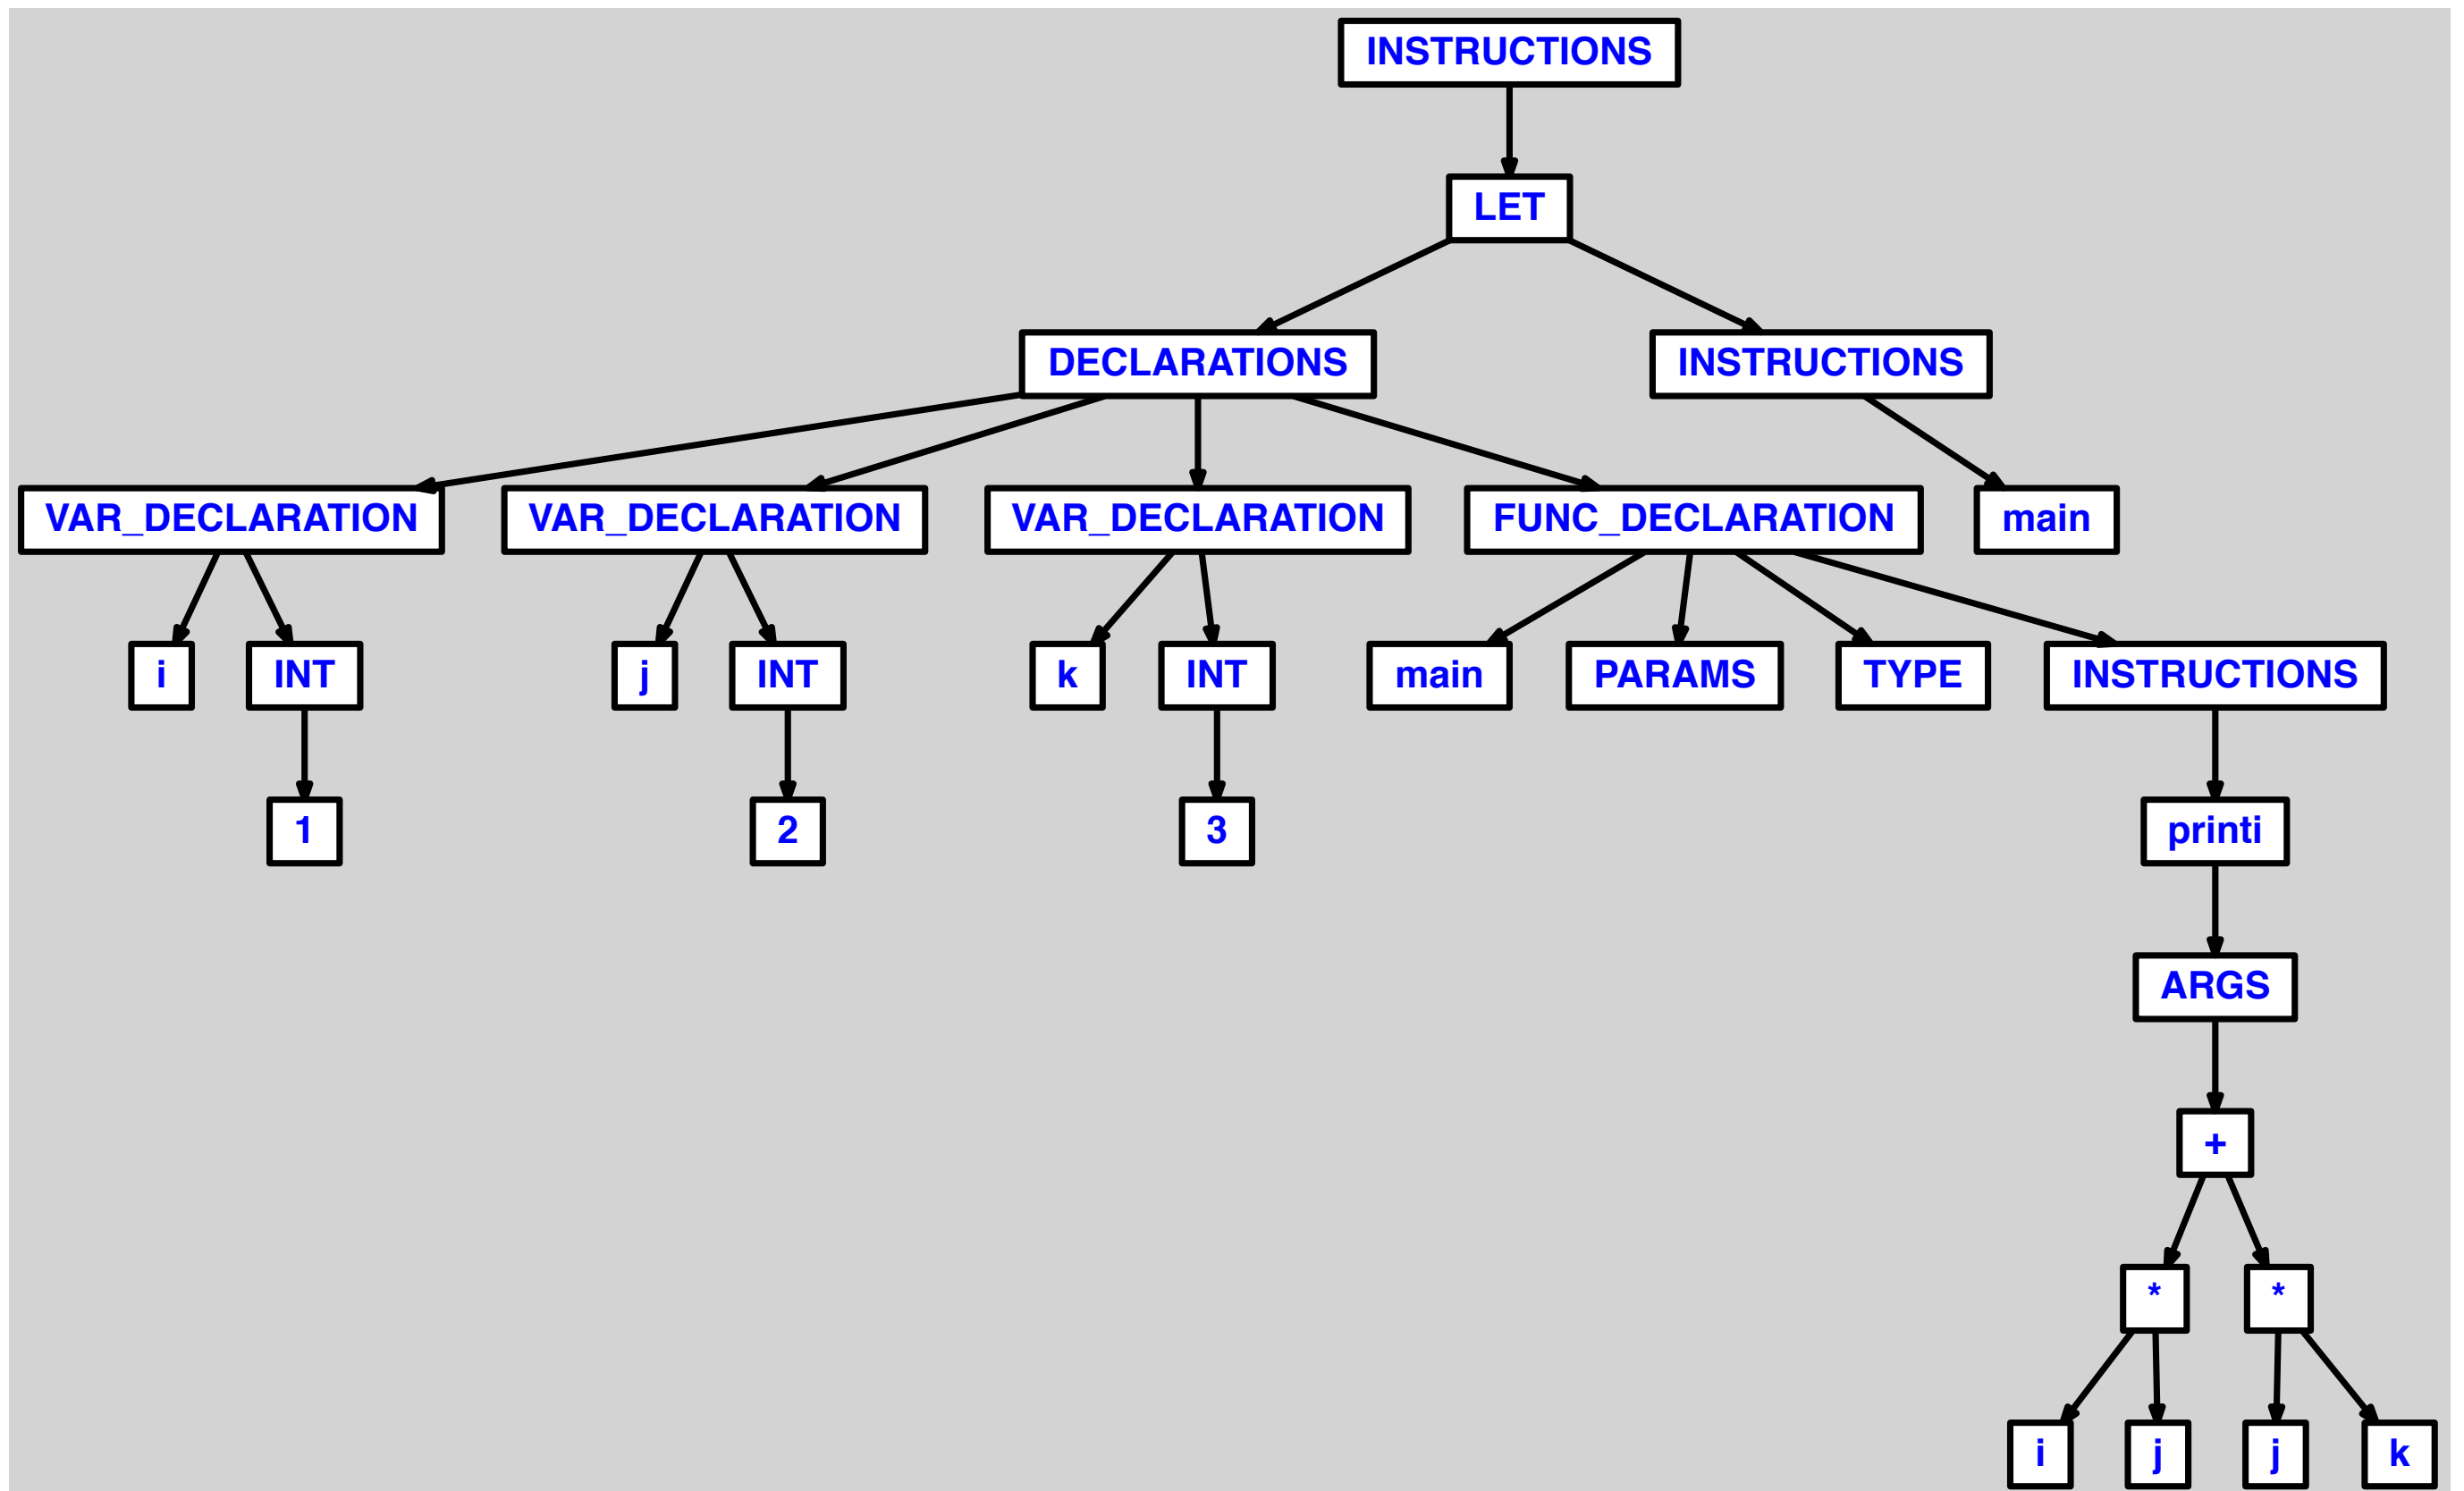 INSTRUCTIONS
LET
DECLARATIONS INSTRUCTIONS
VAR_DECLARATION VAR_DECLARATION VAR_DECLARATION FUNC_DECLARATION main
i INT j INT k INT main PARAMS TYPE INSTRUCTIONS
1 2 3 printi
ARGS
+
* *
i j j k